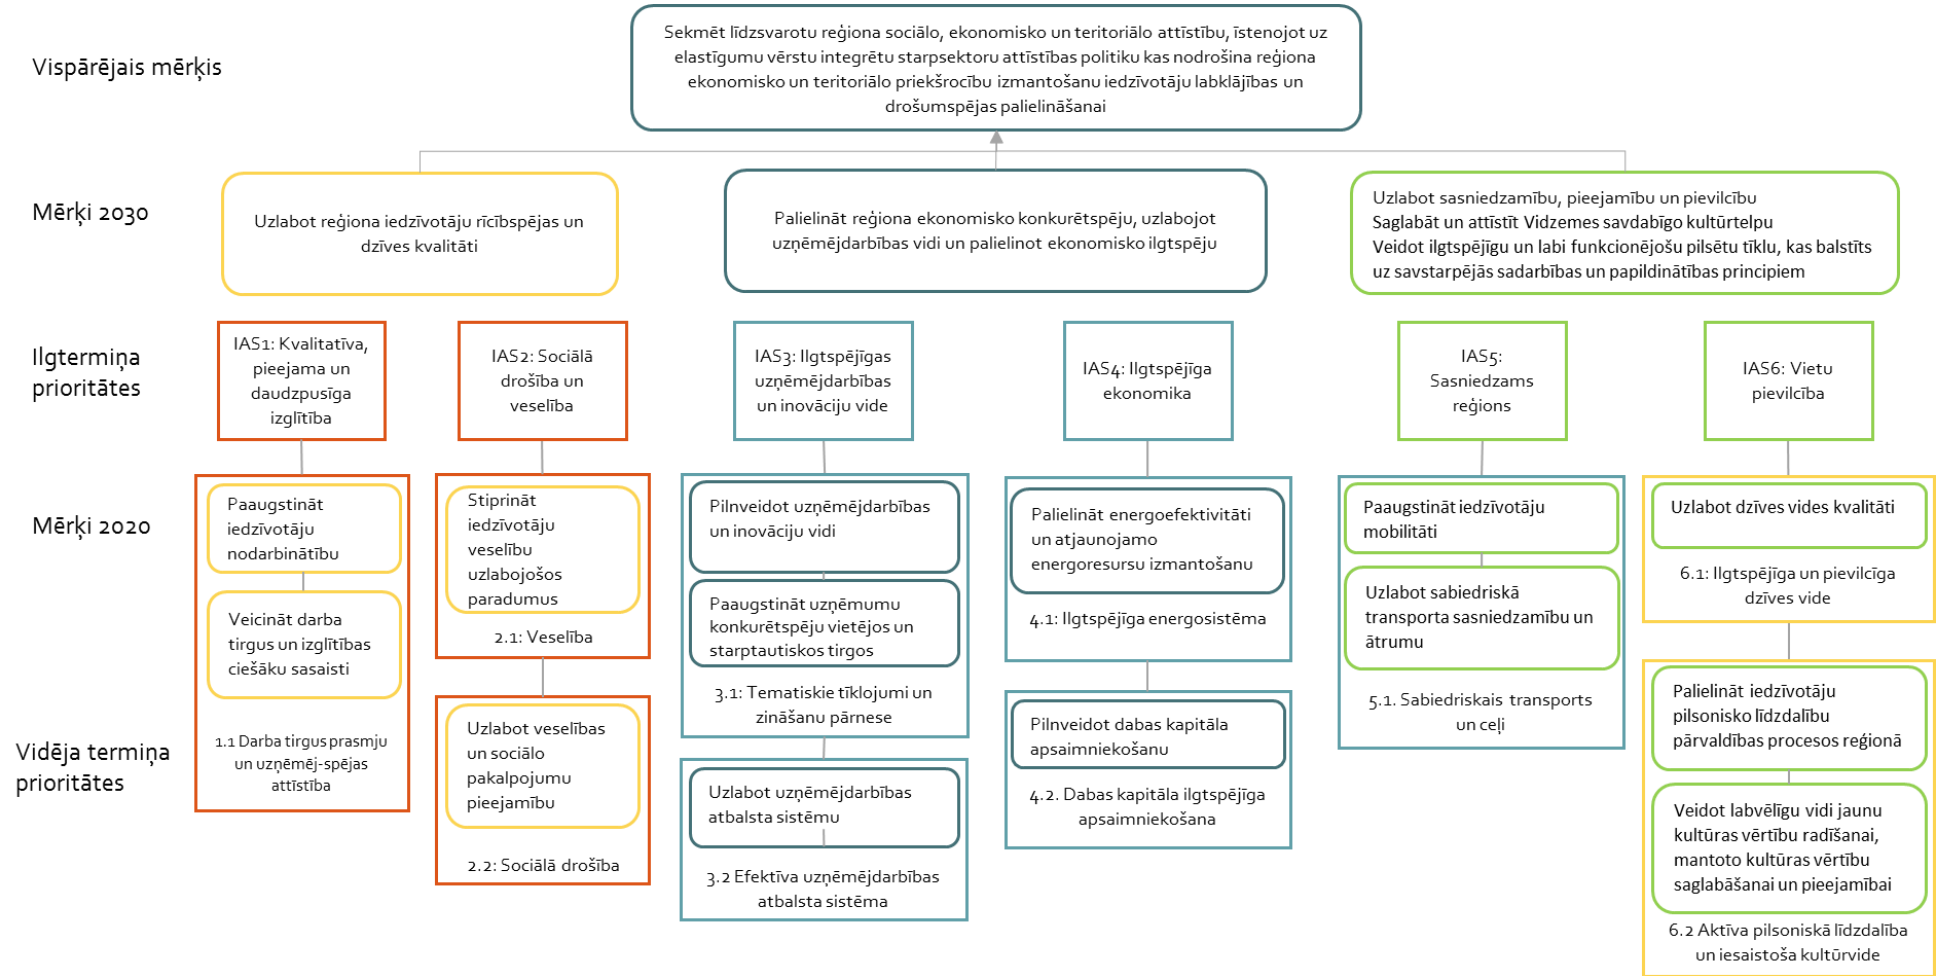 Vispārējais mērķis
Sekmēt līdzsvarotu reģiona sociālo, ekonomisko un teritoriālo attīstību, īstenojot uz
elastīgumu vērstu integrētu starpsektoru attīstības politiku kas nodrošina reģiona
ekonomisko un teritoriālo priekšrocību izmantošanu iedzīvotāju labklājības un
drošumspējas palielināšanai
Mērķi 2030
Uzlabot reģiona iedzīvotāju rīcībspējas un
dzīves kvalitāti
Palielināt reģiona ekonomisko konkurētspēju, uzlabojot
uzņēmējdarbības vidi un palielinot ekonomisko ilgtspēju
Uzlabot sasniedzamību, pieejamību un pievilcību
Saglabāt un attīstīt Vidzemes savdabīgo kultūrtelpu
Veidot ilgtspējīgu un labi funkcionējošu pilsētu tīklu, kas balstīts
uz savstarpējās sadarbības un papildinātības principiem
Ilgtermiņa
prioritātes
IAS1: Kvalitatīva,
pieejama un
daudzpusīga
izglītība
IAS2: Sociālā
drošība un
veselība
IAS3: Ilgtspējīgas
uzņēmējdarbības
un inovāciju vide
IAS4: Ilgtspējīga
ekonomika
IAS5:
Sasniedzams
reģions
IAS6: Vietu
pievilcība
Mērķi 2020
Paaugstināt
iedzīvotāju
nodarbinātību
Veicināt darba
tirgus un izglītības
ciešāku sasaisti
1.1 Darba tirgus prasmju
un uzņēmēj-spējas
attīstība
Stiprināt
iedzīvotāju
veselību
uzlabojošos
paradumus
2.1: Veselība
Uzlabot veselības
un sociālo
pakalpojumu
pieejamību
2.2: Sociālā drošība
Pilnveidot uzņēmējdarbības
un inovāciju vidi
Paaugstināt uzņēmumu
konkurētspēju vietējos un
starptautiskos tirgos
3.1: Tematiskie tīklojumi un
zināšanu pārnese
Uzlabot uzņēmējdarbības
atbalsta sistēmu
3.2 Efektīva uzņēmējdarbības
atbalsta sistēma
Palielināt energoefektivitāti
un atjaunojamo
energoresursu izmantošanu
4.1: Ilgtspējīga energosistēma
Pilnveidot dabas kapitāla
apsaimniekošanu
4.2. Dabas kapitāla ilgtspējīga
apsaimniekošana
Paaugstināt iedzīvotāju
mobilitāti
Uzlabot sabiedriskā
transporta sasniedzamību un
ātrumu
5.1. Sabiedriskais transports
un ceļi
Uzlabot dzīves vides kvalitāti
6.1: Ilgtspējīga un pievilcīga
dzīves vide
Palielināt iedzīvotāju
pilsonisko līdzdalību
pārvaldības procesos reģionā
Veidot labvēlīgu vidi jaunu
kultūras vērtību radīšanai,
mantoto kultūras vērtību
saglabāšanai un pieejamībai
6.2 Aktīva pilsoniskā līdzdalība
un iesaistoša kultūrvide
Vidēja termiņa
prioritātes